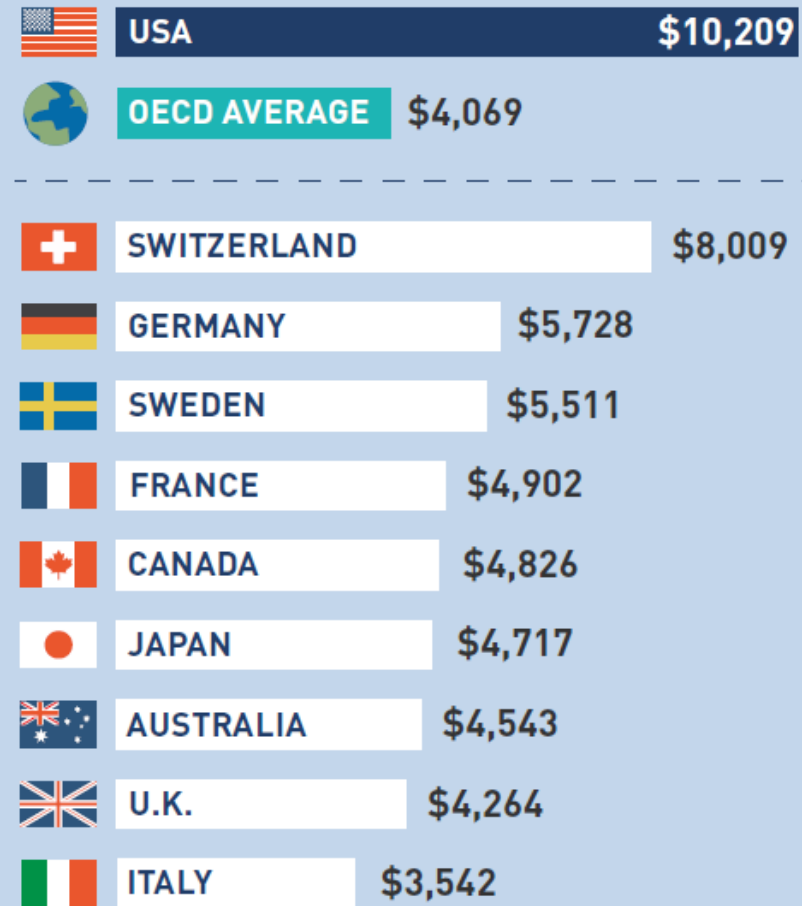 USA $10,209
OECD AVERAGE $4,069
SWITZERLAND $8,009
GERMANY $5,728
SWEDEN $5,511
FRANCE $4,902
CANADA $4,826
JAPAN $4,717
AUSTRALIA $4,543
U.K. $4,264
ITALY $3,542